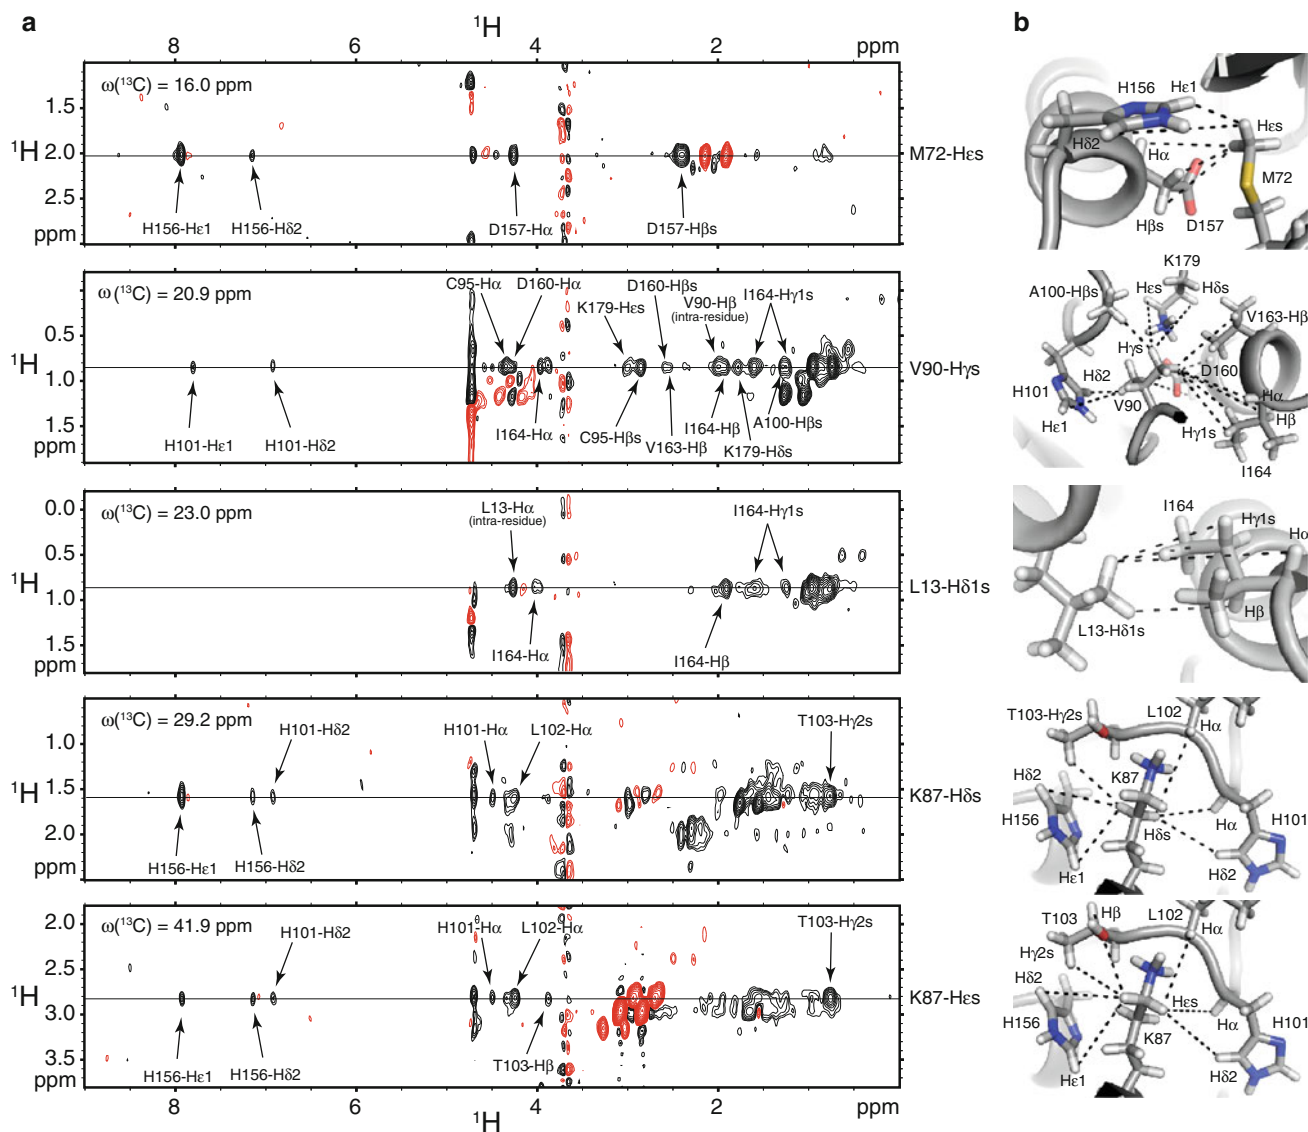 a
b
¹H
8 6 4 2 ppm
ω(¹³C) = 16.0 ppm
1.5
¹H 2.0
2.5
ppm
H156-Hε1
H156-Hδ2
D157-Hα
D157-Hβs
M72-Hεs
ω(¹³C) = 20.9 ppm
C95-Hα
D160-Hα
K179-Hεs
D160-Hβs
V90-Hβ
(intra-residue)
I164-Hγ1s
0.5
¹H
1.0
1.5
ppm
H101-Hε1
H101-Hδ2
I164-Hα
C95-Hβs
V163-Hβ
I164-Hβ
K179-Hδs
A100-Hβs
V90-Hγs
ω(¹³C) = 23.0 ppm
L13-Hα
(intra-residue)
I164-Hγ1s
0.0
0.5
¹H
1.0
1.5
ppm
I164-Hα
I164-Hβ
L13-Hδ1s
ω(¹³C) = 29.2 ppm
H101-Hδ2
H101-Hα
L102-Hα
T103-Hγ2s
1.0
¹H 1.5
2.0
ppm
H156-Hε1
H156-Hδ2
K87-Hδs
ω(¹³C) = 41.9 ppm
H101-Hδ2
H101-Hα
L102-Hα
T103-Hγ2s
2.0
2.5
¹H
3.0
3.5
ppm
H156-Hε1
H156-Hδ2
T103-Hβ
K87-Hεs
8 6 4 2 ppm
¹H
H156
Hε1
Hεs
Hδ2
Hα
M72
Hβs
D157
K179
A100-Hβs
Hεs
Hδs
V163-Hβ
Hγs
Hδ2
D160
H101
V90
Hα
Hε1
Hβ
Hγ1s
I164
I164
Hγ1s
Hα
L13-Hδ1s
Hβ
T103-Hγ2s
L102
Hα
Hδ2
K87
H156
Hδs
Hα
H101
Hε1
Hδ2
T103
Hβ
L102
Hγ2s
Hα
Hδ2
K87
Hεs
H156
K87
Hα
H101
Hε1
Hδ2